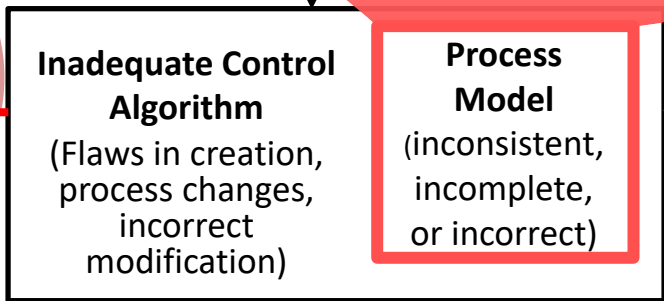 Inadequate Control
Algorithm
(Flaws in creation,
process changes,
incorrect
modification)
Process
Model
(inconsistent,
incomplete,
or incorrect)